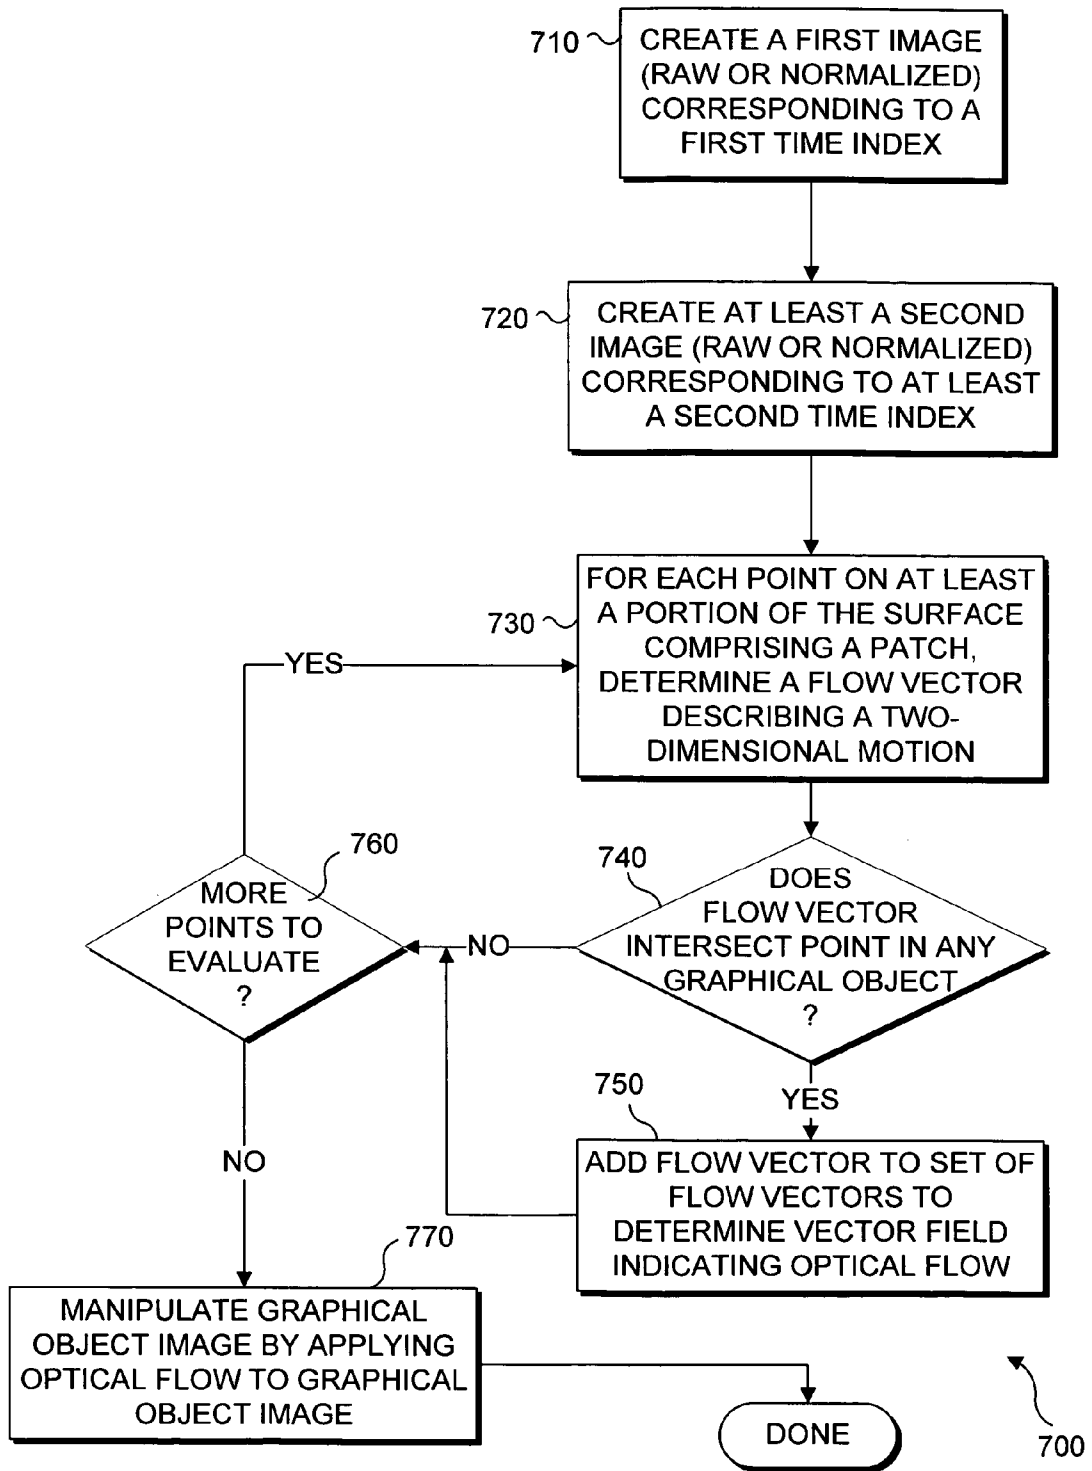 710
CREATE A FIRST IMAGE
(RAW OR NORMALIZED)
CORRESPONDING TO A
FIRST TIME INDEX
720
CREATE AT LEAST A SECOND
IMAGE (RAW OR NORMALIZED)
CORRESPONDING TO AT LEAST
A SECOND TIME INDEX
730
FOR EACH POINT ON AT LEAST
A PORTION OF THE SURFACE
COMPRISING A PATCH,
DETERMINE A FLOW VECTOR
DESCRIBING A TWO-
DIMENSIONAL MOTION
YES
740
DOES
FLOW VECTOR
INTERSECT POINT IN ANY
GRAPHICAL OBJECT
?
NO
760
MORE
POINTS TO
EVALUATE
?
YES
750
ADD FLOW VECTOR TO SET OF
FLOW VECTORS TO
DETERMINE VECTOR FIELD
INDICATING OPTICAL FLOW
NO
770
MANIPULATE GRAPHICAL
OBJECT IMAGE BY APPLYING
OPTICAL FLOW TO GRAPHICAL
OBJECT IMAGE
DONE
700